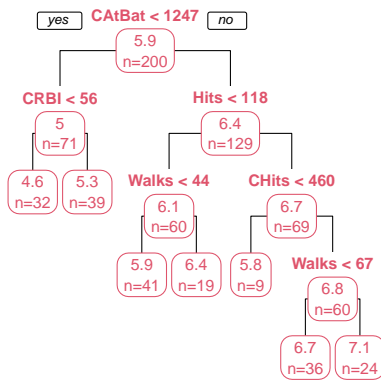 CAtBat < 1247
yes
no
5.9
n=200
CRBI < 56
Hits < 118
5
n=71
6.4
n=129
4.6
n=32
5.3
n=39
Walks < 44
CHits < 460
6.1
n=60
6.7
n=69
5.9
n=41
6.4
n=19
5.8
n=9
Walks < 67
6.8
n=60
6.7
n=36
7.1
n=24